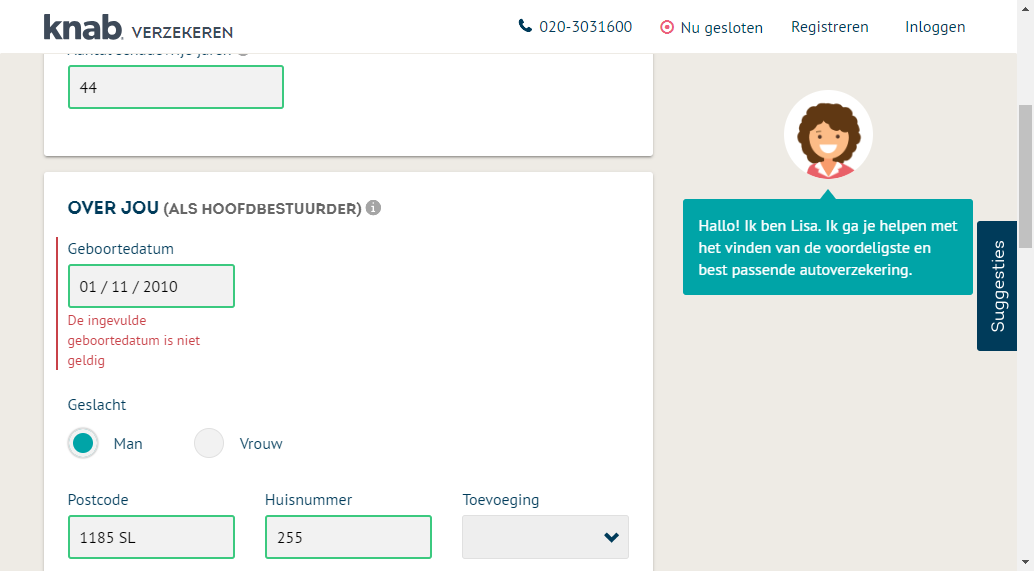 knab. VERZEKEREN
020-3031600
Nu gesloten
Registreren
Inloggen
44
OVER JOU (ALS HOOFDBESTUURDER) i
Geboortedatum
01 / 11 / 2010
De ingevulde
geboortedatum is niet
geldig
Geslacht
Man
Vrouw
Postcode
Huisnummer
Toevoeging
1185 SL
255
Hallo! Ik ben Lisa. Ik ga je helpen met
het vinden van de voordeligste en
best passende autoverzekering.
Suggesties